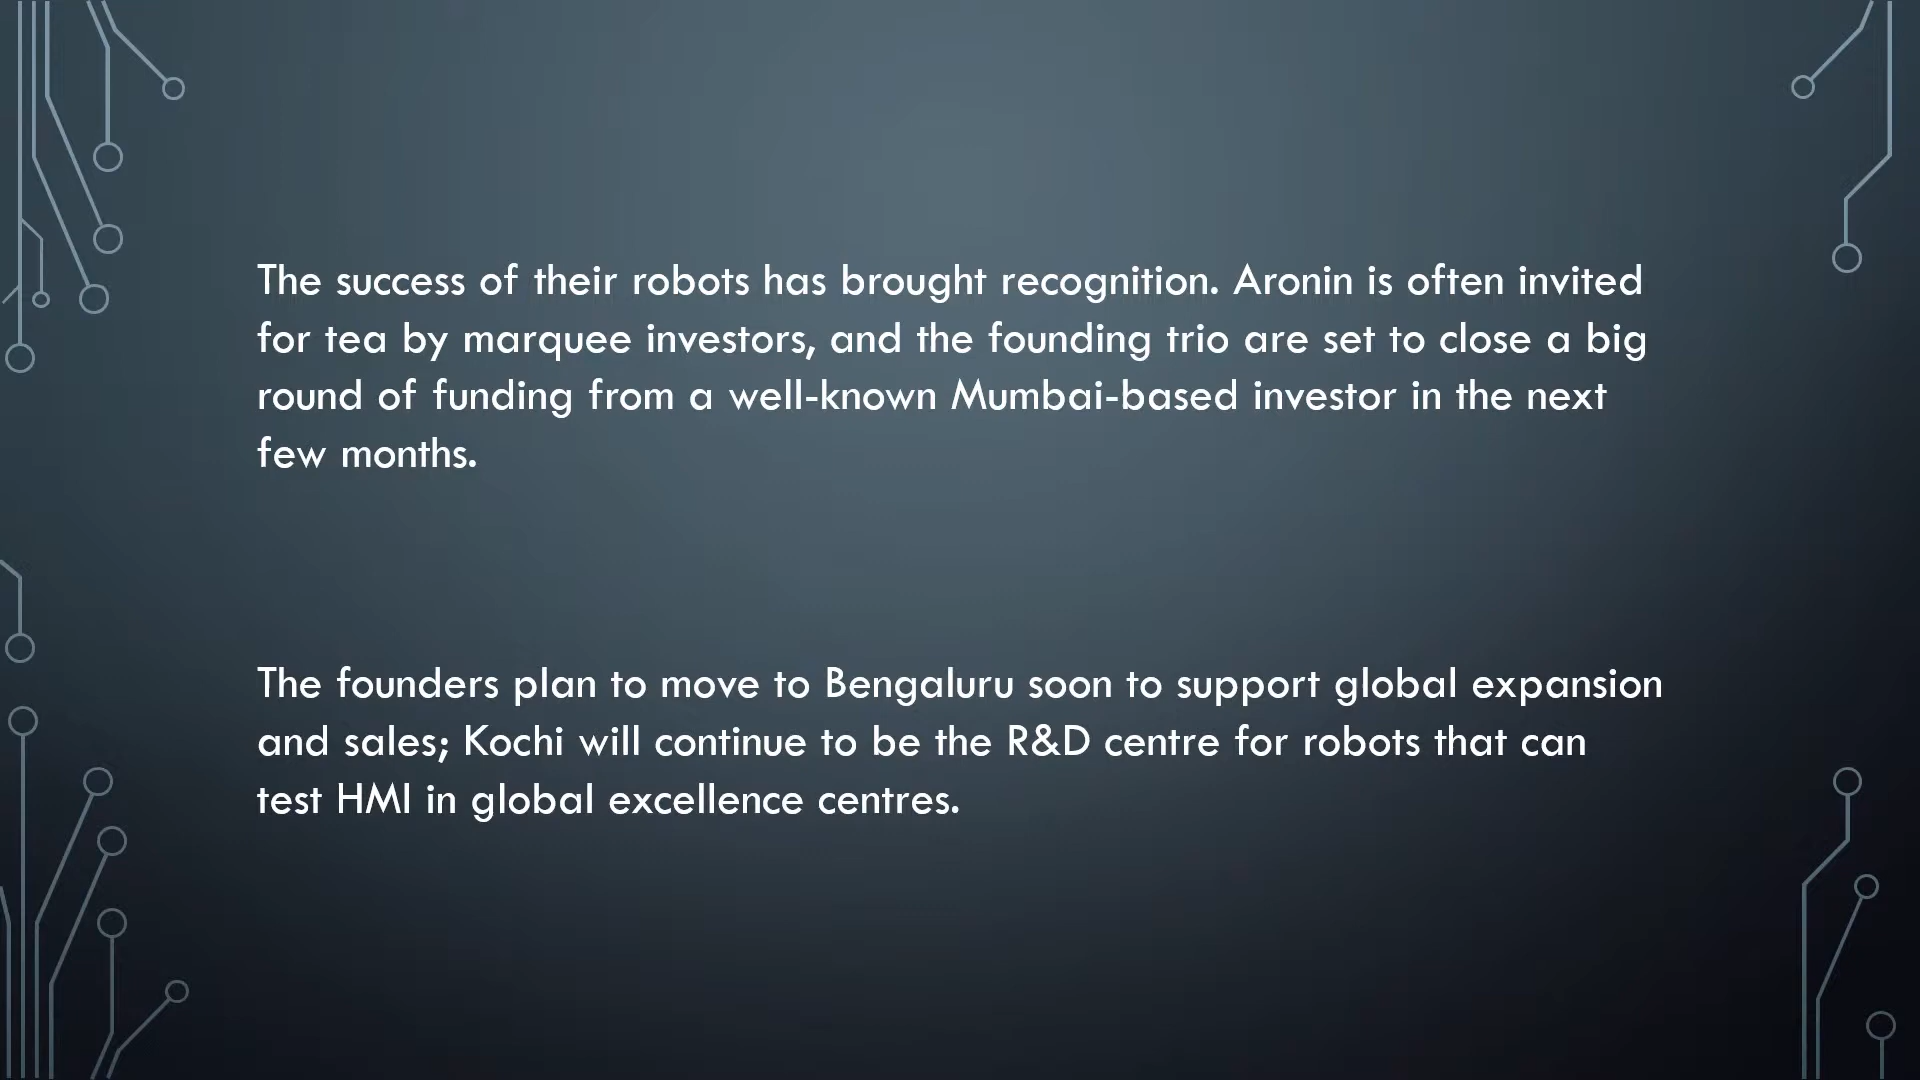 The success of their robots has brought recognition. Aronin is often invited
for tea by marquee investors, and the founding trio are set to close a big
round of funding from a well-known Mumbai-based investor in the next
few months.
The founders plan to move to Bengaluru soon to support global expansion
and sales; Kochi will continue to be the R&D centre for robots that can
test HMl in global excellence centres.